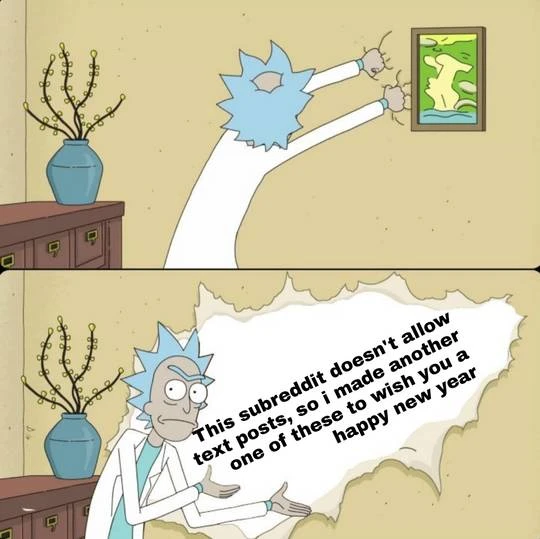 This subreddit doesn't allow
text posts, so i made another
one of these to wish you a
happy new year